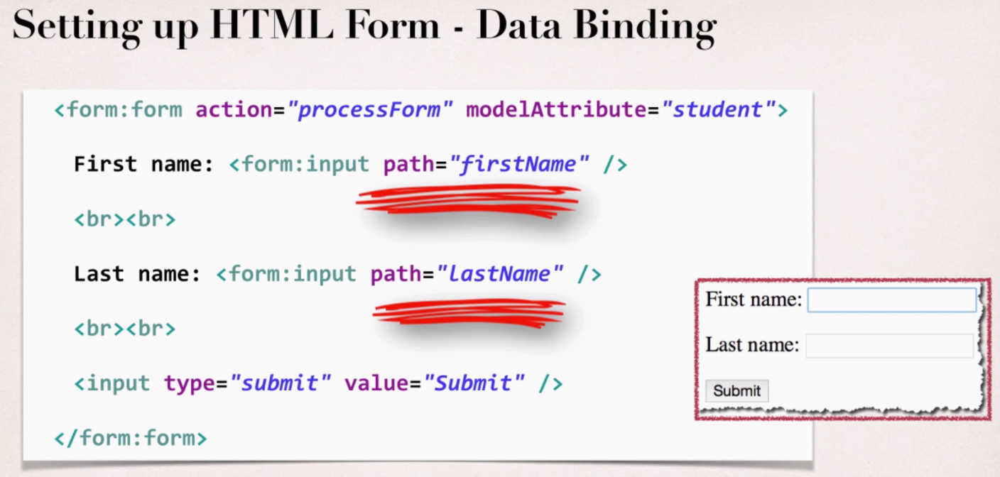 Setting up HTML Form - Data Binding
<form:form action="processForm" modelAttribute="student">
First name: <form:input path="firstName" />
<br><br>
Last name: <form:input path="lastName" />
<br><br>
<input type="submit" value="Submit" />
</form:form>
First name:
Last name:
Submit